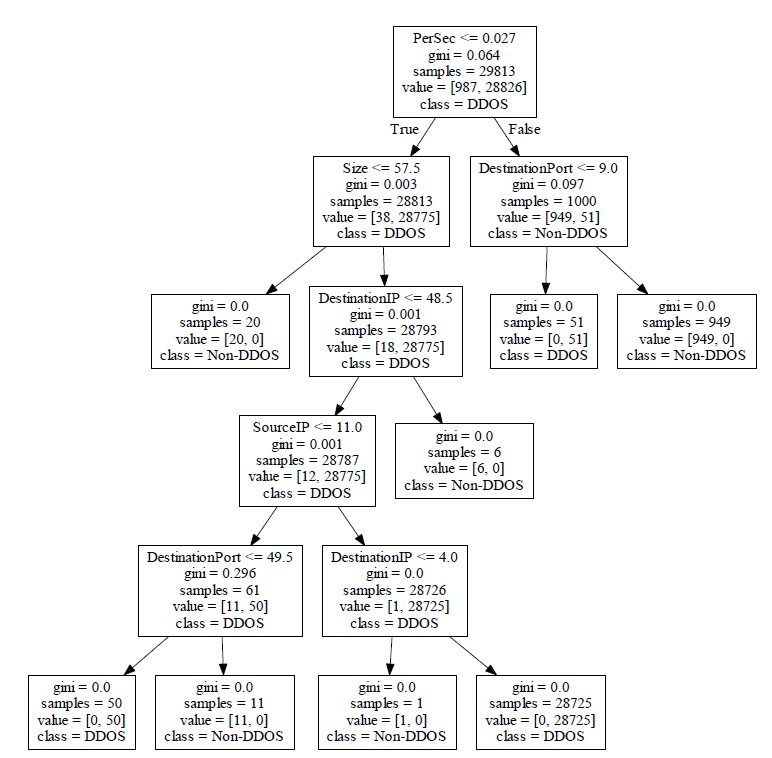 PerSec <= 0.027
gini = 0.064
samples = 29813
value = [987, 28826]
class = DDOS
True
False
Size <= 57.5
gini = 0.003
samples = 28813
value = [38, 28775]
class = DDOS
DestinationPort <= 9.0
gini = 0.097
samples = 1000
value = [949, 51]
class = Non-DDOS
gini = 0.0
samples = 20
value = [20, 0]
class = Non-DDOS
DestinationIP <= 48.5
gini = 0.001
samples = 28793
value = [18, 28775]
class = DDOS
gini = 0.0
samples = 51
value = [0, 51]
class = DDOS
gini = 0.0
samples = 949
value = [949, 0]
class = Non-DDOS
SourceIP <= 11.0
gini = 0.001
samples = 28787
value = [12, 28775]
class = DDOS
gini = 0.0
samples = 6
value = [6, 0]
class = Non-DDOS
DestinationPort <= 49.5
gini = 0.296
samples = 61
value = [11, 50]
class = DDOS
DestinationIP <= 4.0
gini = 0.0
samples = 28726
value = [1, 28725]
class = DDOS
gini = 0.0
samples = 50
value = [0, 50]
class = DDOS
gini = 0.0
samples = 11
value = [11, 0]
class = Non-DDOS
gini = 0.0
samples = 1
value = [1, 0]
class = Non-DDOS
gini = 0.0
samples = 28725
value = [0, 28725]
class = DDOS